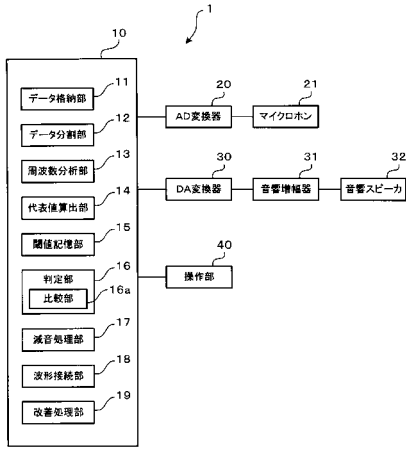 1
10
データ格納部
11
データ分割部
12
周波数分析部
13
代表値算出部
14
閾値記憶部
15
判定部
16
比較部
16a
減音処理部
17
波形接続部
18
改善処理部
19
AD変換器
20
マイクロホン
21
DA変換器
30
音響増幅器
31
音響スピーカ
32
操作部
40